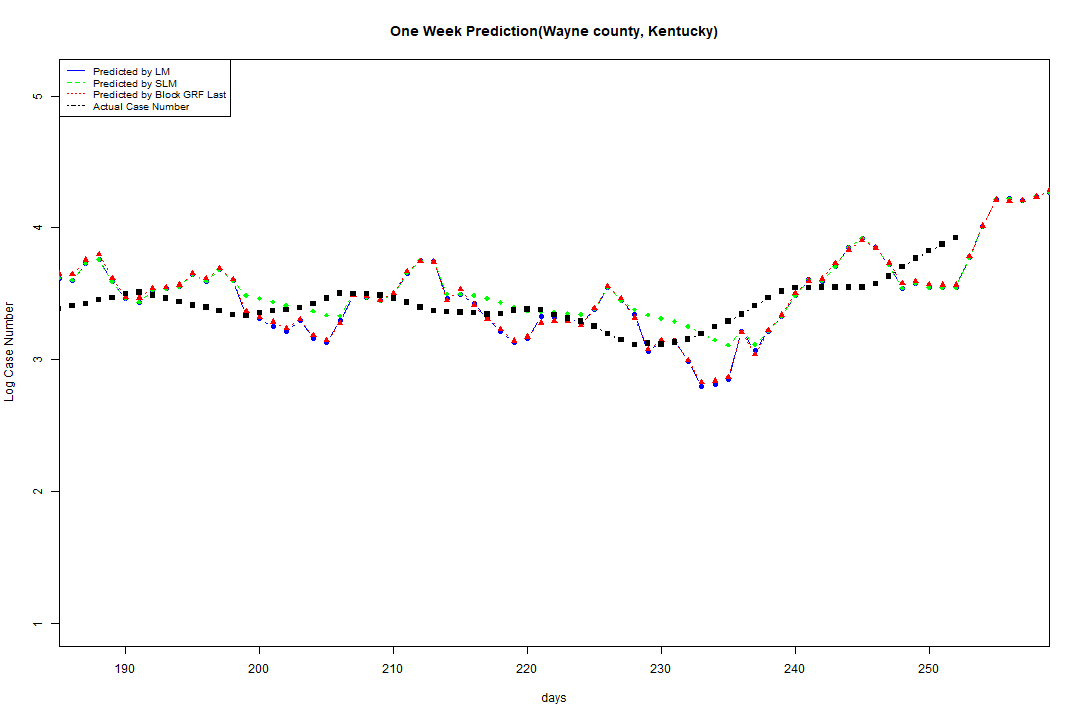 One Week Prediction(Wayne county, Kentucky)
Predicted by LM
Predicted by SLM
Predicted by Block GRF Last
Actual Case Number
5
4
3
2
1
Log Case Number
190 200 210 220 230 240 250
days